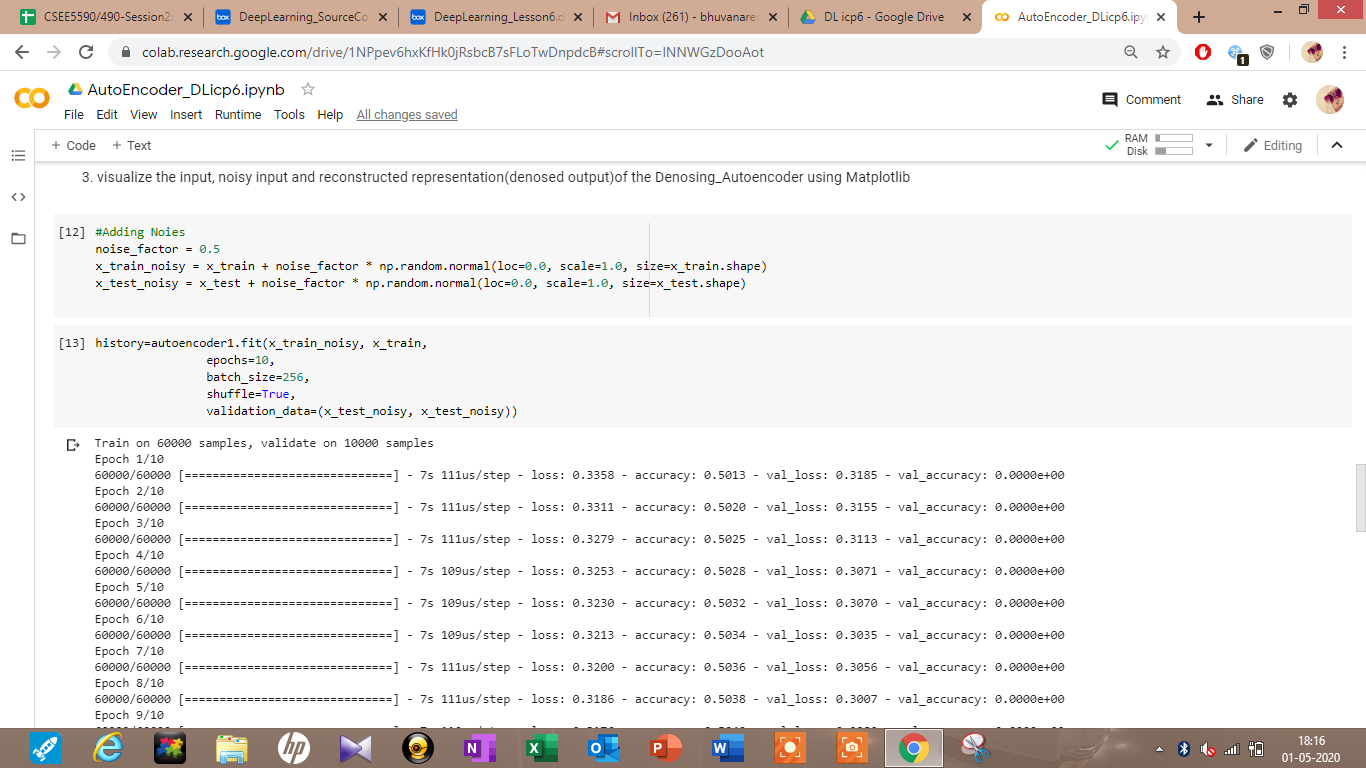 CSEE5590/490-Session2:
DeepLearning_SourceCo
DeepLearning_Lesson6.d
Inbox (261) - bhuvanared
DL icp6 - Google Drive
AutoEncoder_DLicp6.ipy
colab.research.google.com/drive/1NPpev6hxKfHk0jRsbcB7sFLoTwDnpdcB#scrollTo=INNWGzDooAot
1
AutoEncoder_DLicp6.ipynb
File Edit View Insert Runtime Tools Help All changes saved
Comment Share
+ Code + Text
RAM
Disk
Editing
3. visualize the input, noisy input and reconstructed representation(denosed output)of the Denosing_Autoencoder using Matplotlib
[12] #Adding Noies
noise_factor = 0.5
x_train_noisy = x_train + noise_factor * np.random.normal(loc=0.0, scale=1.0, size=x_train.shape)
x_test_noisy = x_test + noise_factor * np.random.normal(loc=0.0, scale=1.0, size=x_test.shape)
[13] history=autoencoder1.fit(x_train_noisy, x_train,
epochs=10,
batch_size=256,
shuffle=True,
validation_data=(x_test_noisy, x_test_noisy))
Train on 60000 samples, validate on 10000 samples
Epoch 1/10
60000/60000 [==============================] - 7s 111us/step - loss: 0.3358 - accuracy: 0.5013 - val_loss: 0.3185 - val_accuracy: 0.0000e+00
Epoch 2/10
60000/60000 [==============================] - 7s 111us/step - loss: 0.3311 - accuracy: 0.5020 - val_loss: 0.3155 - val_accuracy: 0.0000e+00
Epoch 3/10
60000/60000 [==============================] - 7s 111us/step - loss: 0.3279 - accuracy: 0.5025 - val_loss: 0.3113 - val_accuracy: 0.0000e+00
Epoch 4/10
60000/60000 [==============================] - 7s 109us/step - loss: 0.3253 - accuracy: 0.5028 - val_loss: 0.3071 - val_accuracy: 0.0000e+00
Epoch 5/10
60000/60000 [==============================] - 7s 109us/step - loss: 0.3230 - accuracy: 0.5032 - val_loss: 0.3070 - val_accuracy: 0.0000e+00
Epoch 6/10
60000/60000 [==============================] - 7s 109us/step - loss: 0.3213 - accuracy: 0.5034 - val_loss: 0.3035 - val_accuracy: 0.0000e+00
Epoch 7/10
60000/60000 [==============================] - 7s 111us/step - loss: 0.3200 - accuracy: 0.5036 - val_loss: 0.3056 - val_accuracy: 0.0000e+00
Epoch 8/10
60000/60000 [==============================] - 7s 111us/step - loss: 0.3186 - accuracy: 0.5038 - val_loss: 0.3007 - val_accuracy: 0.0000e+00
Epoch 9/10
18:16
01-05-2020